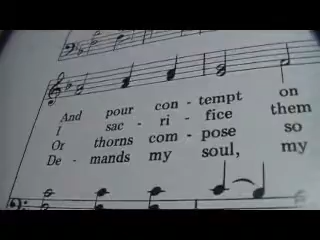 And pour con - tempt on
I sac - ri - fice them
Or thorns com - pose so
De - mands my soul, my